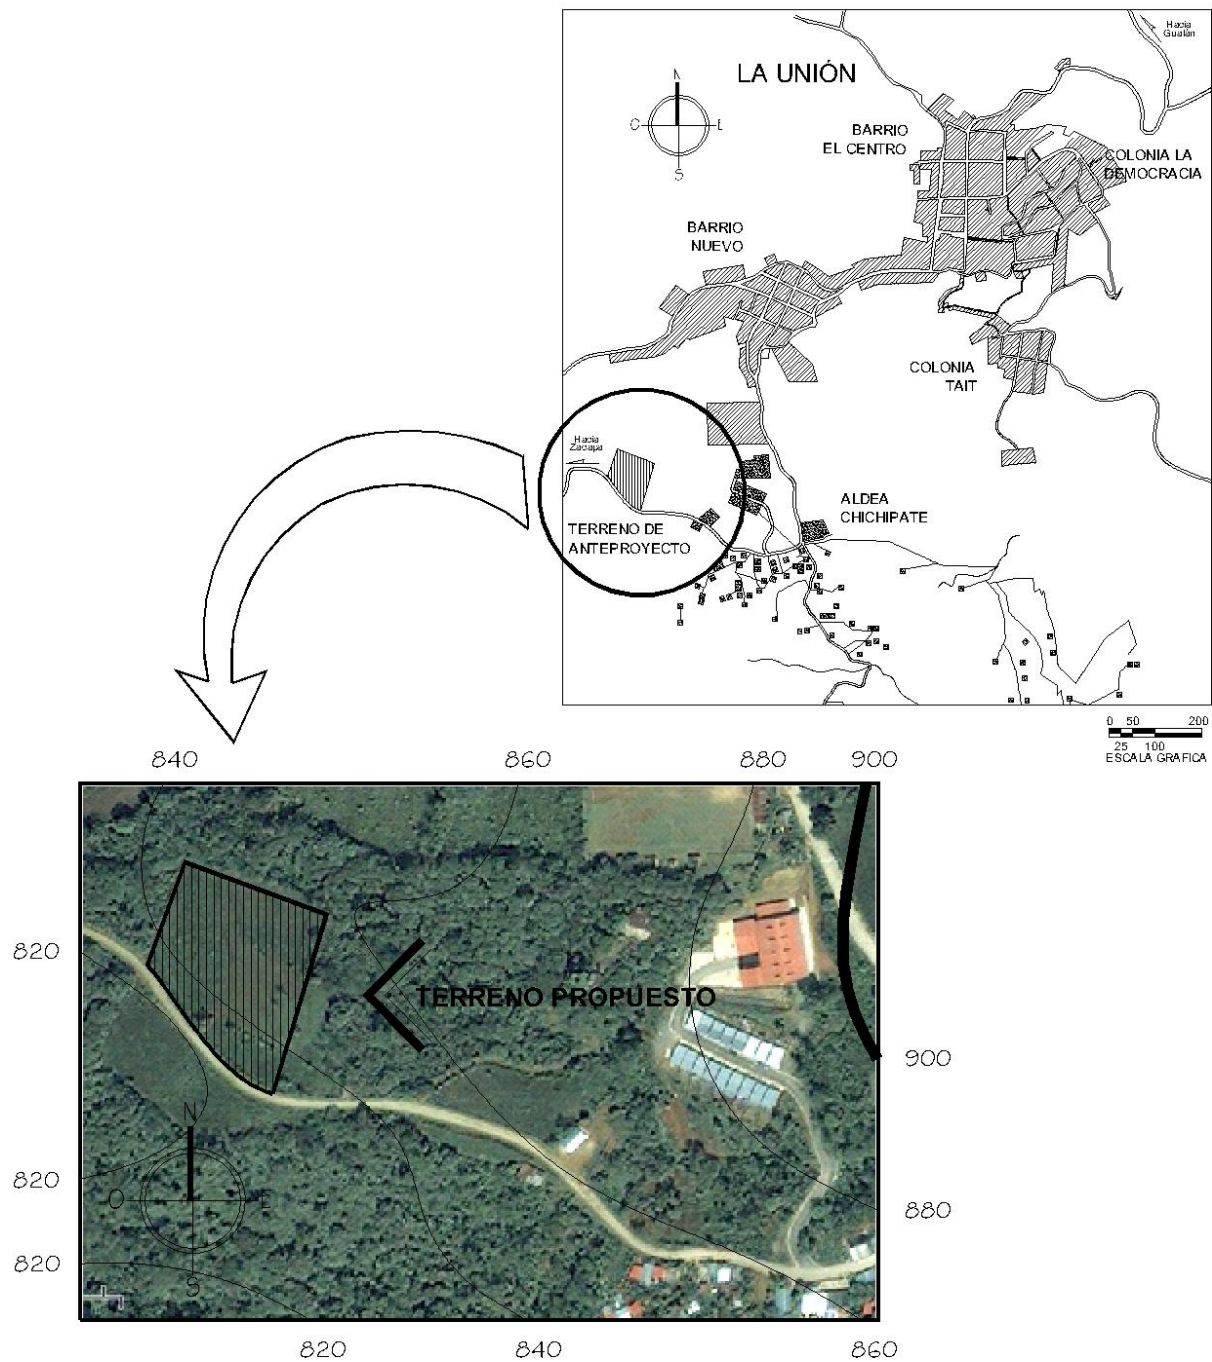 Hacia
Gualán
LA UNIÓN
N
O
E
S
BARRIO
EL CENTRO
COLONIA LA
DEMOCRACIA
BARRIO
NUEVO
COLONIA
TAIT
Hacia
Zacapa
ALDEA
CHICHIPATE
TERRENO DE
ANTEPROYECTO
0 50 200
25 100
ESCALA GRAFICA
840 860 880 900
820
TERRENO PROPUESTO
900
N
820
O
E
880
820
S
820 840 860